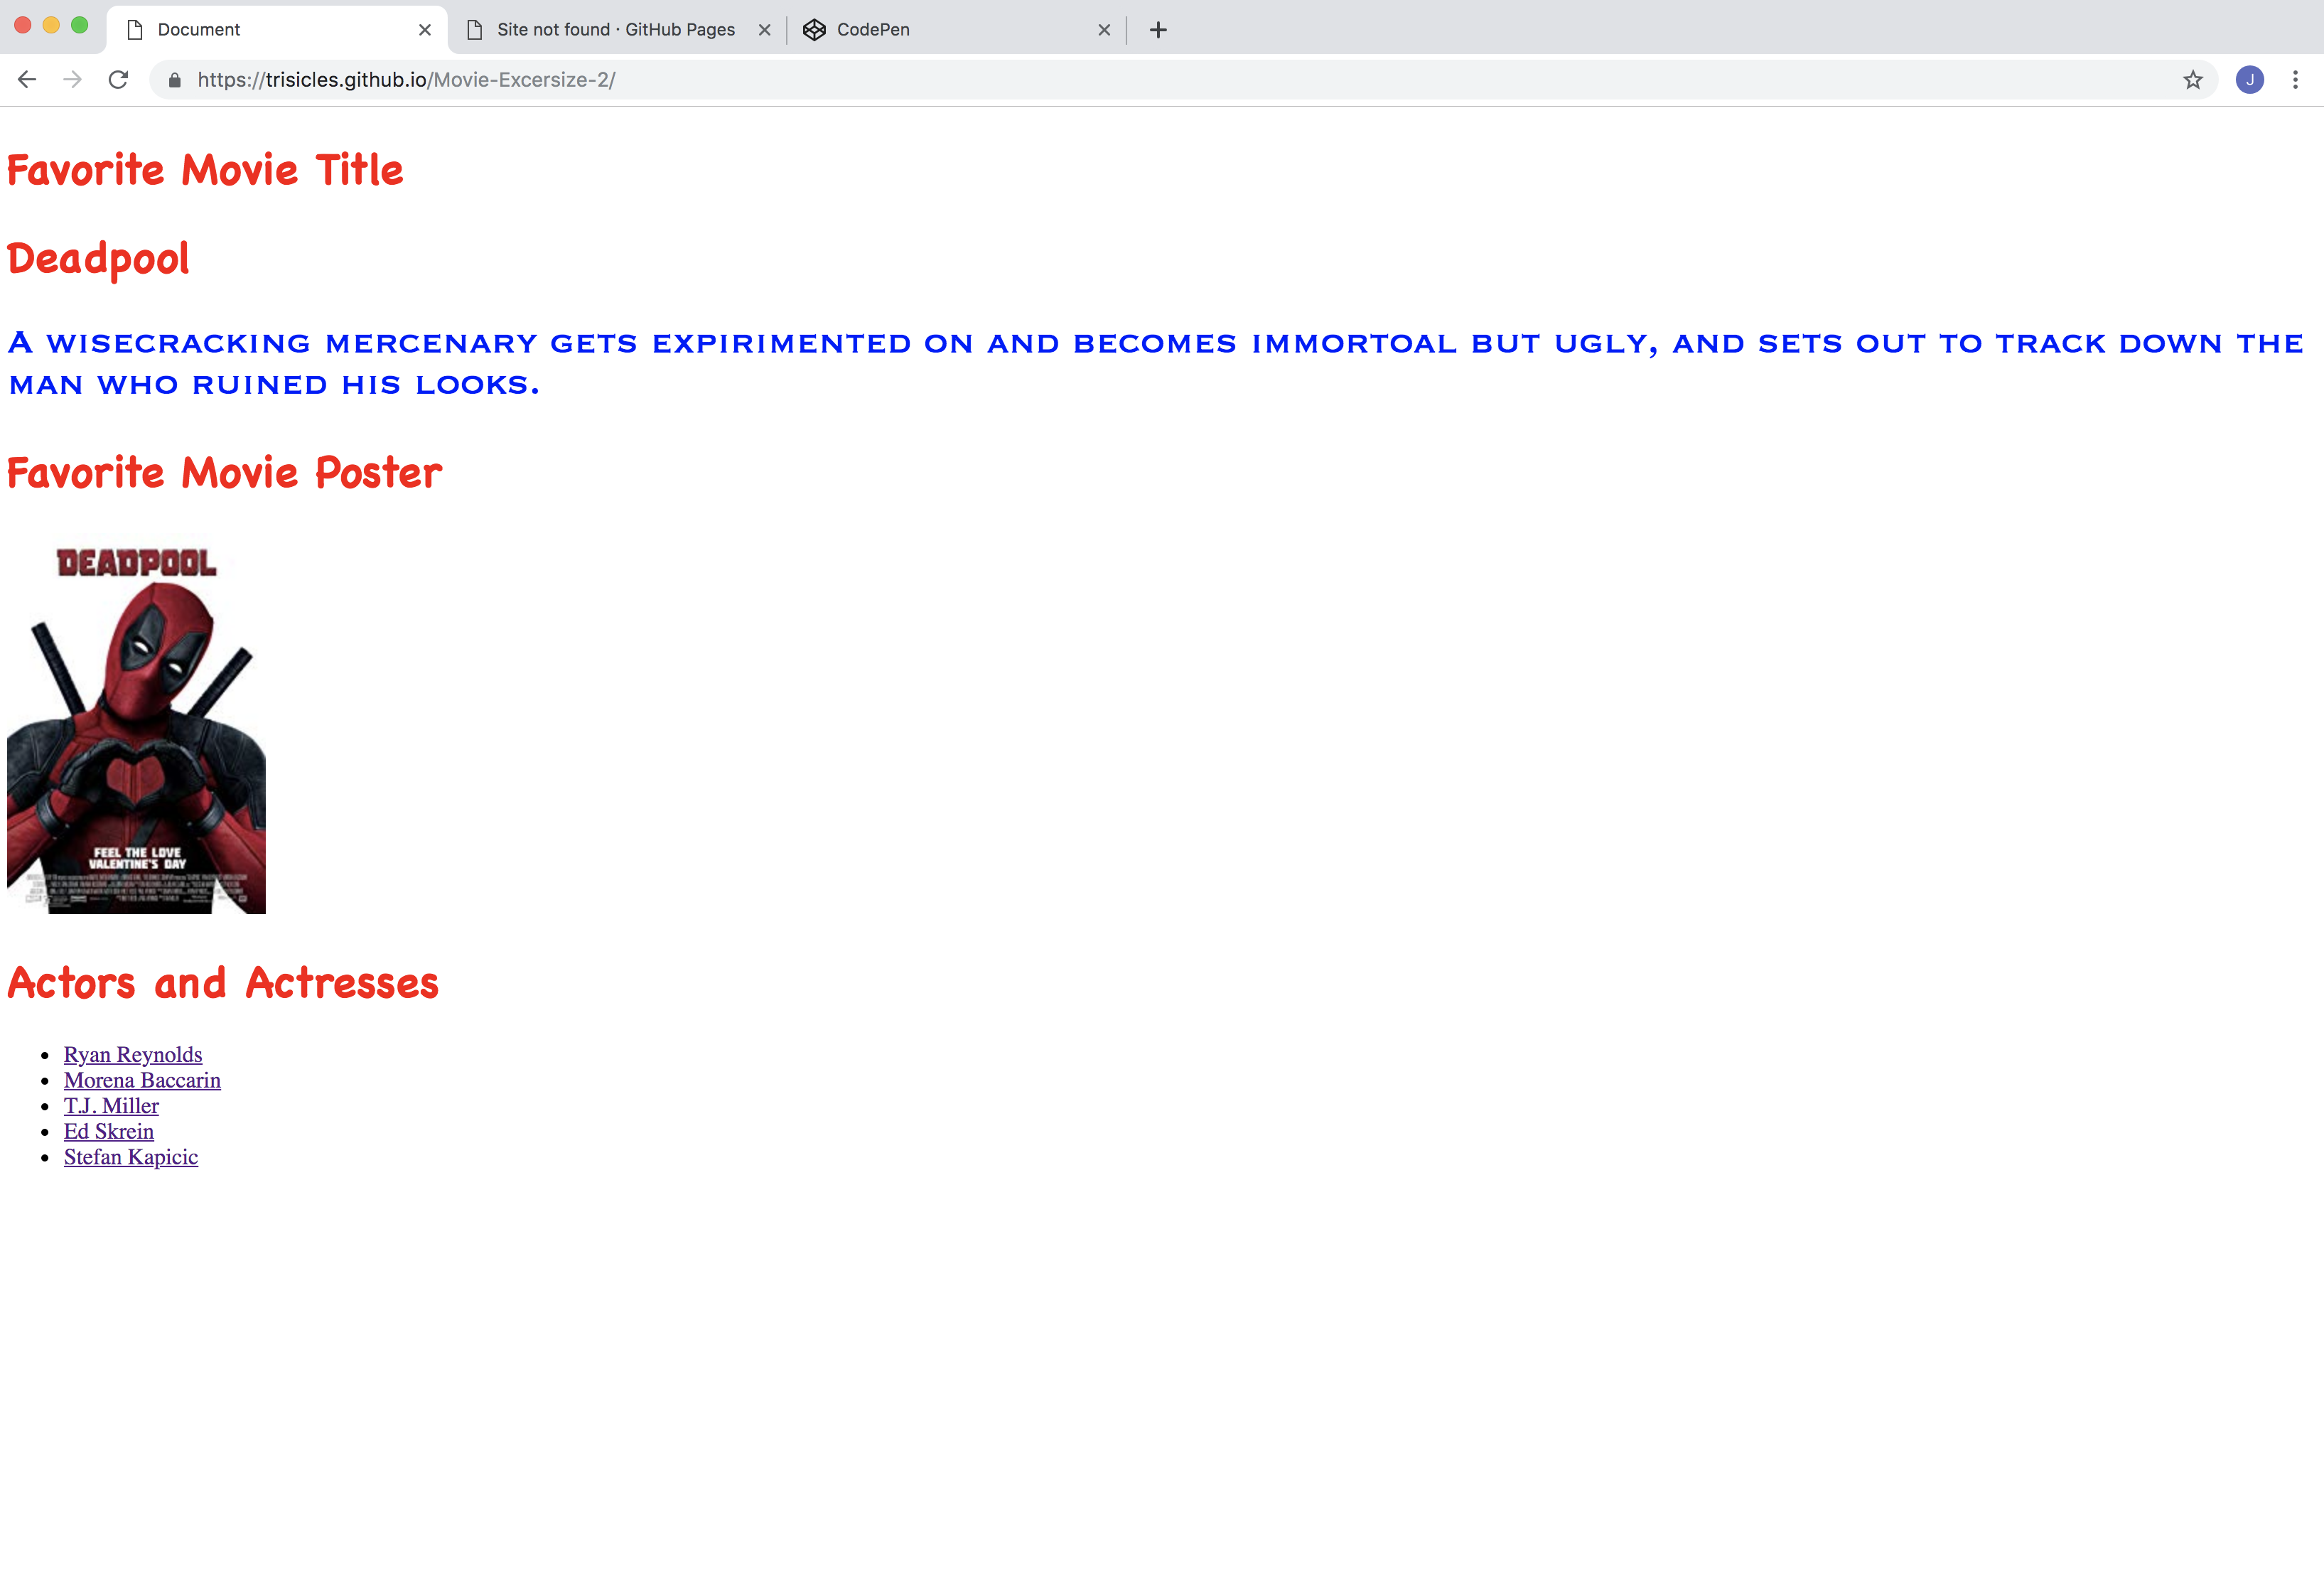 Document
Site not found · GitHub Pages
CodePen
https://trisicles.github.io/Movie-Excersize-2/
J
Favorite Movie Title
Deadpool
A wisecracking mercenary gets expirimented on and becomes immortoal but ugly, and sets out to track down the
man who ruined his looks.
Favorite Movie Poster
DEADPOOL
FEEL THE LOVE
VALENTINE'S DAY
Actors and Actresses
Ryan Reynolds
Morena Baccarin
T.J. Miller
Ed Skrein
Stefan Kapicic